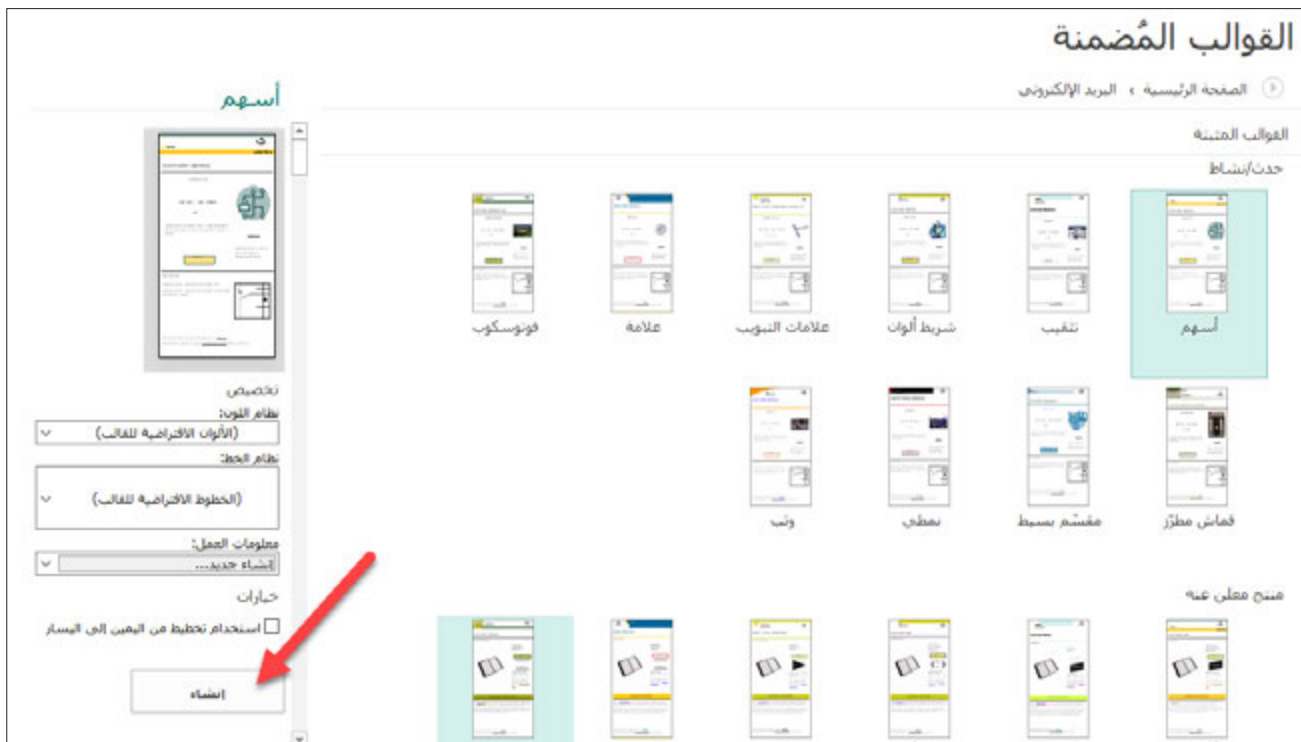 القوالب المُضمنة
الصفحة الرئيسية › البريد الإلكتروني
القوالب المثبتة
حدث/نشاط
أسهم
تثقيب
شريط ألوان
علامات التبويب
علامة
فوتوسكوب
قماش مطرّز
مقسّم بسيط
نمطي
وثب
منتج معلن عنه
أسهم
تخصيص
نظام اللون:
(الألوان الافتراضية للقالب)
نظام الخط:
(الخطوط الافتراضية للقالب)
معلومات العمل:
إنشاء جديد...
خيارات
استخدام تخطيط من اليمين إلى اليسار
إنشاء